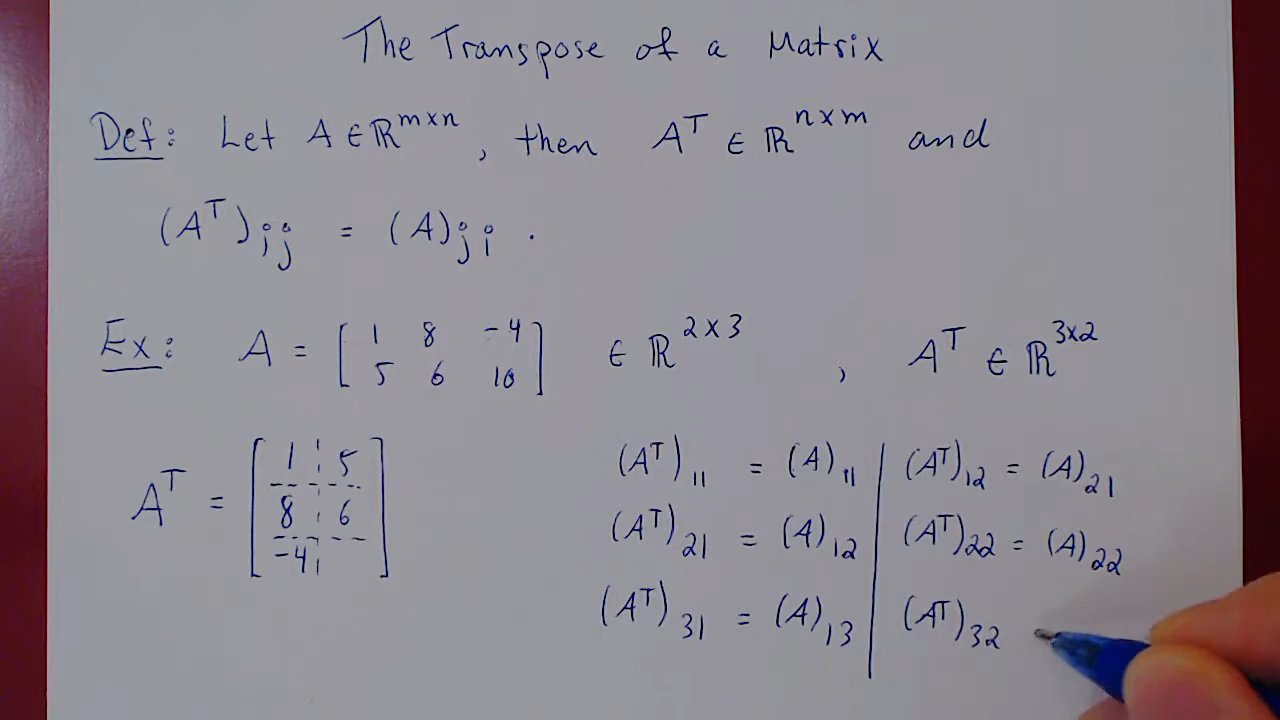 The Transpose of a Matrix
Def: Let A ∈ ℝ^{m×n}, then A^T ∈ ℝ^{n×m} and
(A^T)_{ij} = (A)_{ji}.
Ex: A = [ 1 8 -4 ; 5 6 10 ] ∈ ℝ^{2×3}, A^T ∈ ℝ^{3×2}
A^T = [ 1 5 ; 8 6 ; -4 ]
(A^T)_{11} = (A)_{11} | (A^T)_{12} = (A)_{21}
(A^T)_{21} = (A)_{12} | (A^T)_{22} = (A)_{22}
(A^T)_{31} = (A)_{13} | (A^T)_{32}